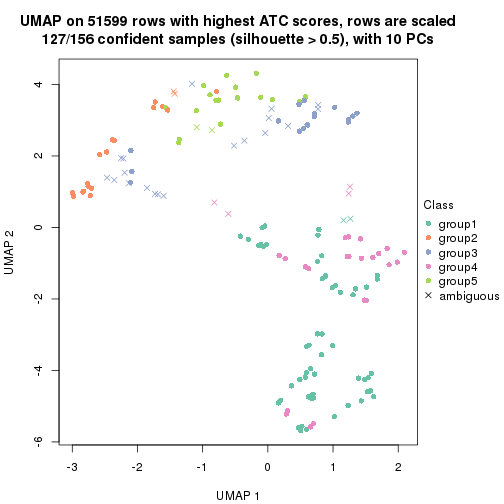 UMAP on 51599 rows with highest ATC scores, rows are scaled
127/156 confident samples (silhouette > 0.5), with 10 PCs
4
2
0
-2
-4
-6
UMAP 2
-3
-2
-1
0
1
2
UMAP 1
Class
group1
group2
group3
group4
group5
ambiguous